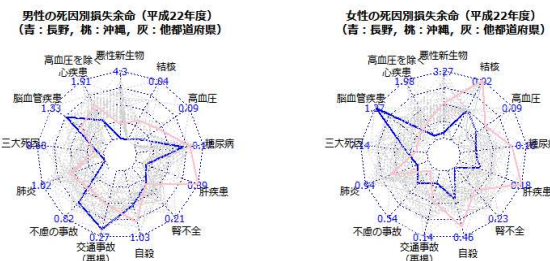 男性の死因別損失余命（平成22年度）
（青：長野，桃：沖縄，灰：他都道府県）
悪性新生物
4.3
結核
0.04
高血圧
0.09
糖尿病
肝疾患
0.39
腎不全
0.21
自殺
1.03
交通事故
（再掲）
0.27
不慮の事故
0.82
肺炎
1.02
三大死因
脳血管疾患
1.33
高血圧を除く
心疾患
1.91
女性の死因別損失余命（平成22年度）
（青：長野，桃：沖縄，灰：他都道府県）
悪性新生物
3.27
結核
0.02
高血圧
0.09
糖尿病
肝疾患
0.18
腎不全
0.23
自殺
0.46
交通事故
（再掲）
0.14
不慮の事故
0.54
肺炎
三大死因
脳血管疾患
高血圧を除く
心疾患
1.98